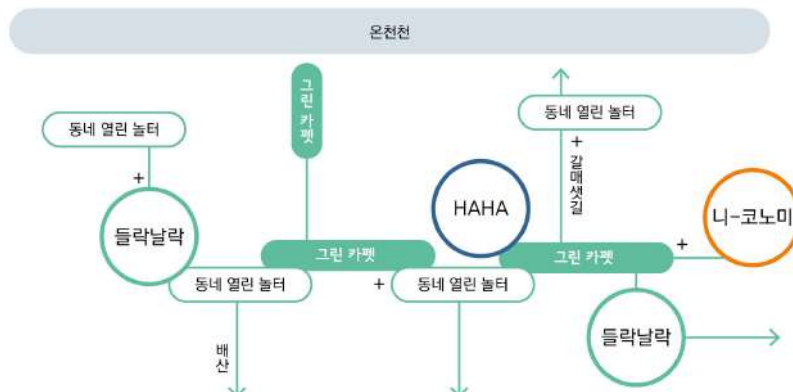 온천천
그린 카펫
동네 열린 놀터
동네 열린 놀터
+
갈매샛길
+
HAHA
니-코노미
들락날락
그린 카펫
그린 카펫
+
동네 열린 놀터
+
동네 열린 놀터
들락날락
배산